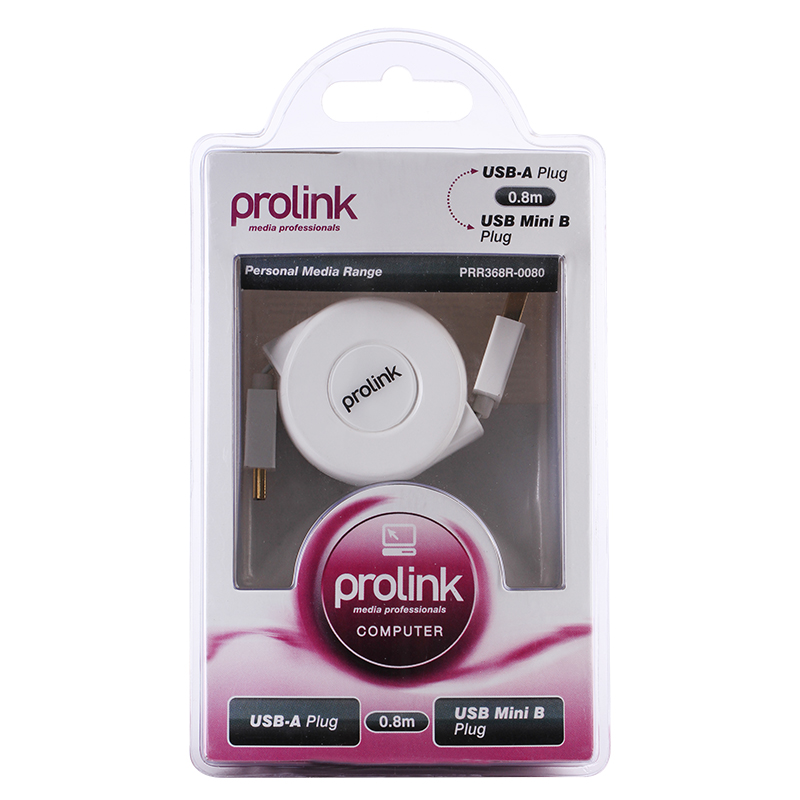 USB-A Plug
0.8m
USB Mini B
Plug
prolink
media professionals
Personal Media Range PRR368R-0080
prolink
prolink
media professionals
COMPUTER
USB-A Plug
0.8m
USB Mini B
Plug